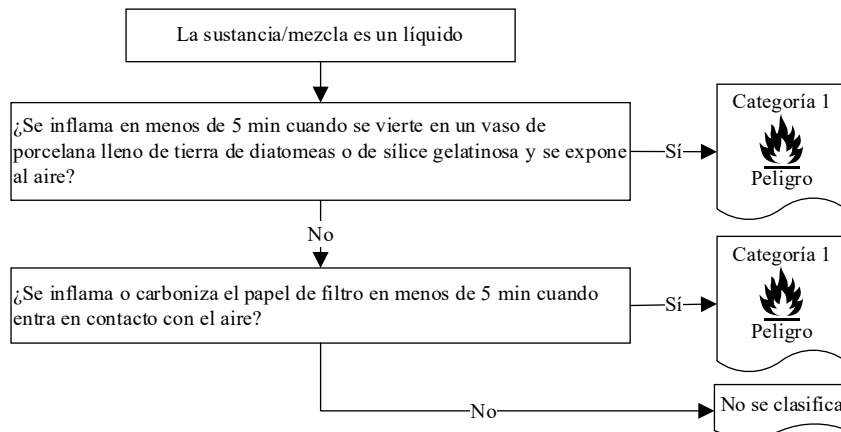 La sustancia/mezcla es un líquido
¿Se inflama en menos de 5 min cuando se vierte en un vaso de
porcelana lleno de tierra de diatomeas o de sílice gelatinosa y se expone
al aire?
Sí
Categoría 1
Peligro
No
¿Se inflama o carboniza el papel de filtro en menos de 5 min cuando
entra en contacto con el aire?
Sí
Categoría 1
Peligro
No
No se clasifica